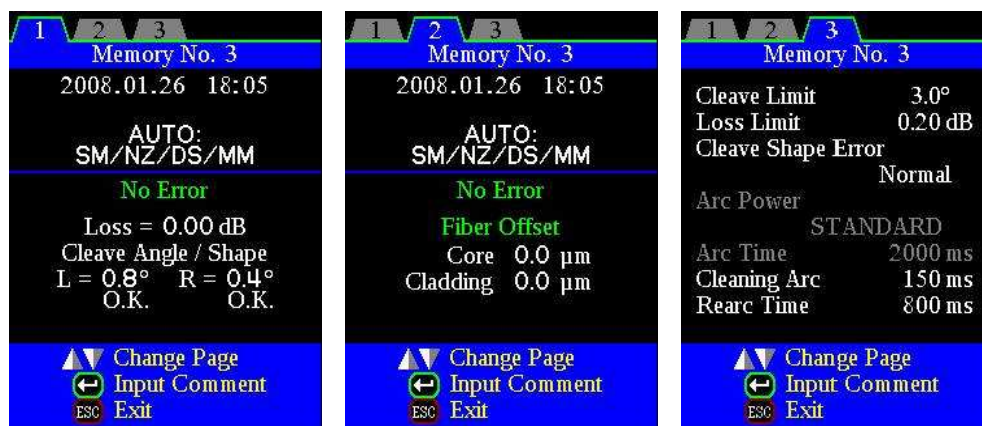 1 2 3
Memory No. 3
2008.01.26 18:05
AUTO:
SM/NZ/DS/MM
No Error
Loss = 0.00 dB
Cleave Angle / Shape
L = 0.8° R = 0.4°
O.K. O.K.
Change Page
Input Comment
ESC Exit
1 2 3
Memory No. 3
2008.01.26 18:05
AUTO:
SM/NZ/DS/MM
No Error
Fiber Offset
Core 0.0 µm
Cladding 0.0 µm
Change Page
Input Comment
ESC Exit
1 2 3
Memory No. 3
Cleave Limit 3.0°
Loss Limit 0.20 dB
Cleave Shape Error
Normal
Arc Power
STANDARD
Arc Time 2000 ms
Cleaning Arc 150 ms
Rearc Time 800 ms
Change Page
Input Comment
ESC Exit